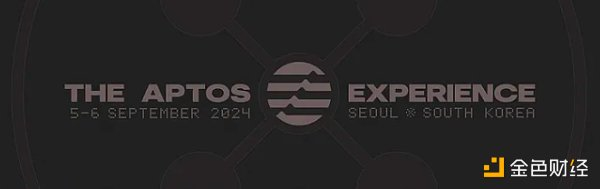 THE APTOS EXPERIENCE
5-6 SEPTEMBER 2024 SEOUL ※ SOUTH KOREA
金色财经